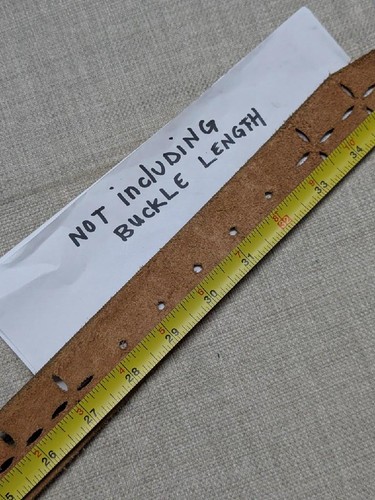 NOT incluDING
BUCKLE LENGTH
26 27 28 29 30 31 32 33 34